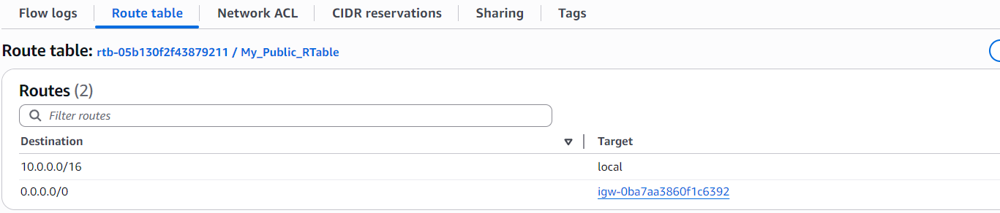 Flow logs Route table Network ACL CIDR reservations Sharing Tags
Route table: rtb-05b130f2f43879211 / My_Public_RTable
Routes (2)
Filter routes
Destination Target
10.0.0.0/16 local
0.0.0.0/0 igw-0ba7aa3860f1c6392